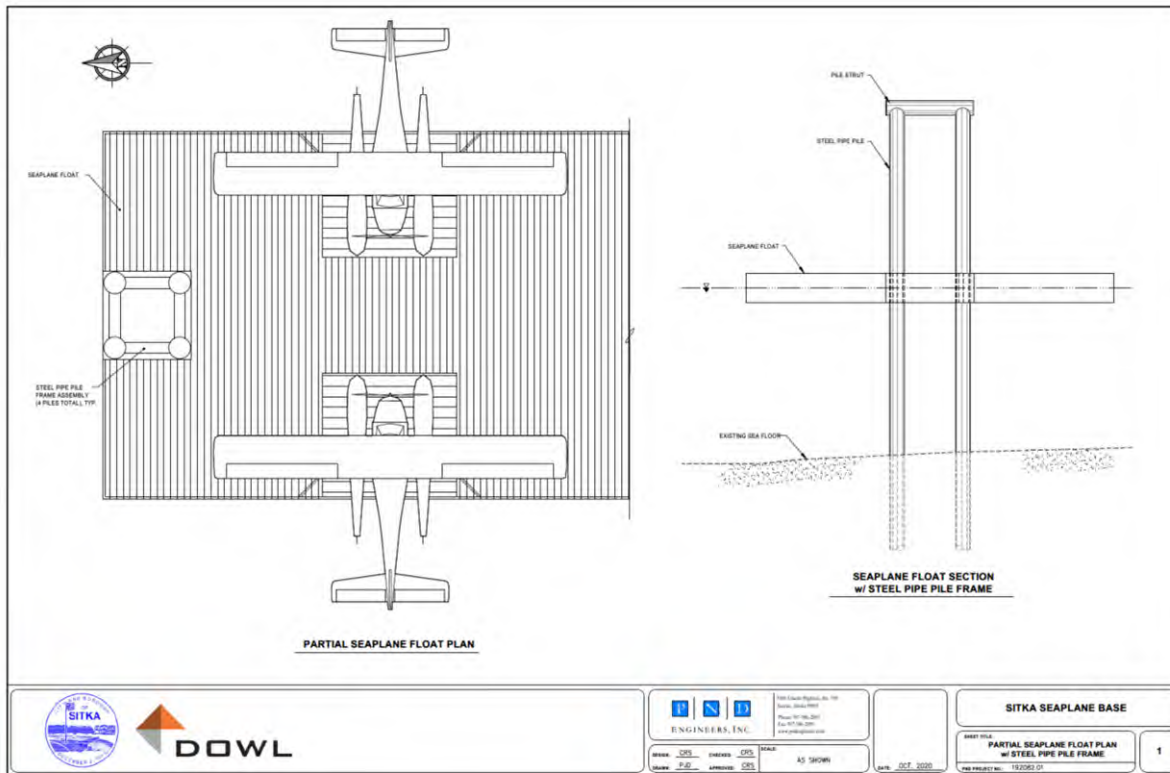 SEAPLANE FLOAT
STEEL PIPE PILE
FRAME ASSEMBLY
(4 PILES TOTAL), TYP.
PARTIAL SEAPLANE FLOAT PLAN
PILE STRUT
STEEL PIPE PILE
SEAPLANE FLOAT
EXISTING SEA FLOOR
SEAPLANE FLOAT SECTION
w/ STEEL PIPE PILE FRAME
SITKA
DOWL
P N D
ENGINEERS, INC.
DESIGN: CRS CHECKED: CRS
DRAWN: PJD APPROVED: CRS
SCALE:
AS SHOWN
DATE: OCT. 2020
SITKA SEAPLANE BASE
SHEET TITLE:
PARTIAL SEAPLANE FLOAT PLAN
w/ STEEL PIPE PILE FRAME
PND PROJECT NO.: 192082.01
1